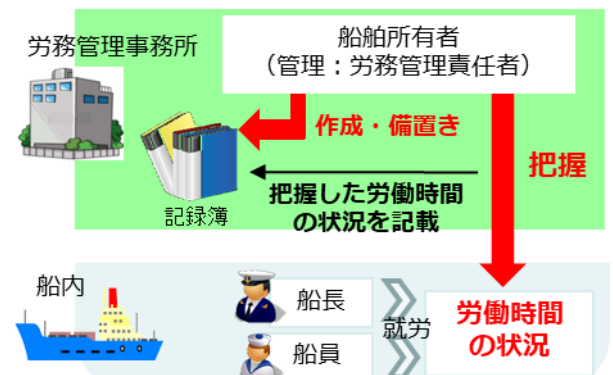 労務管理事務所
船舶所有者
（管理：労務管理責任者）
作成・備置き
把握
把握した労働時間
の状況を記載
記録簿
船内
船長
船員
就労
労働時間
の状況